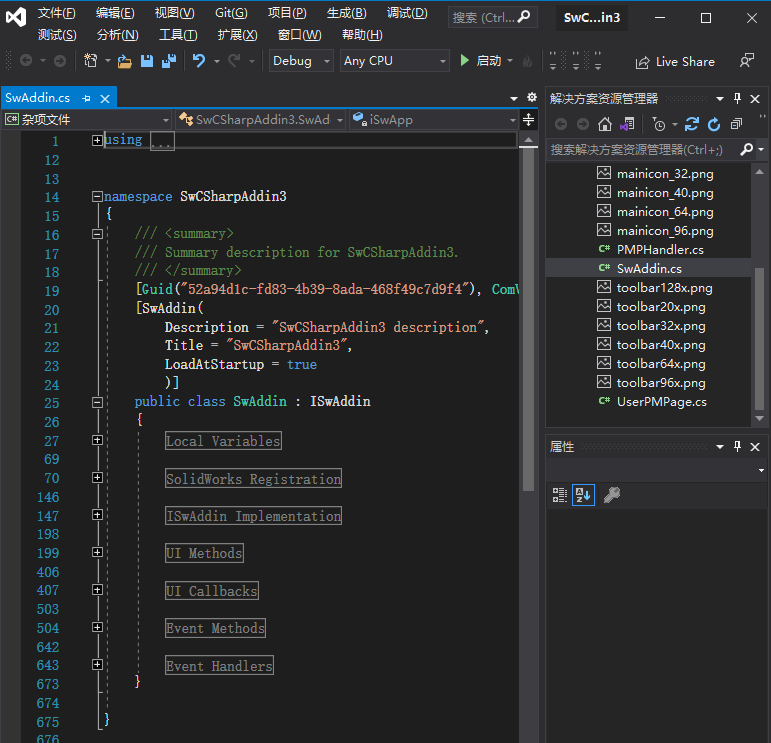 文件(F) 编辑(E) 视图(V) Git(G) 项目(P) 生成(B) 调试(D) 搜索 (Ctrl... SwC...in3
测试(S) 分析(N) 工具(T) 扩展(X) 窗口(W) 帮助(H)
Debug Any CPU 启动 Live Share
SwAddin.cs
C# 杂项文件 SwCSharpAddin3.SwAd iSwApp
1 using ...
12
13
14 namespace SwCSharpAddin3
15 {
16 /// <summary>
17 /// Summary description for SwCSharpAddin3.
18 /// </summary>
19 [Guid("52a94d1c-fd83-4b39-8ada-468f49c7d9f4"), ComV
20 [SwAddin(
21 Description = "SwCSharpAddin3 description",
22 Title = "SwCSharpAddin3",
23 LoadAtStartup = true
24 )]
25 public class SwAddin : ISwAddin
26 {
27 Local Variables
69
70 SolidWorks Registration
146
147 ISwAddin Implementation
198
199 UI Methods
406
407 UI Callbacks
503
504 Event Methods
642
643 Event Handlers
673 }
674
675 }
676
解决方案资源管理器
搜索解决方案资源管理器(Ctrl+;)
mainicon_32.png
mainicon_40.png
mainicon_64.png
mainicon_96.png
C# PMPHandler.cs
C# SwAddin.cs
toolbar128x.png
toolbar20x.png
toolbar32x.png
toolbar40x.png
toolbar64x.png
toolbar96x.png
C# UserPMPage.cs
属性